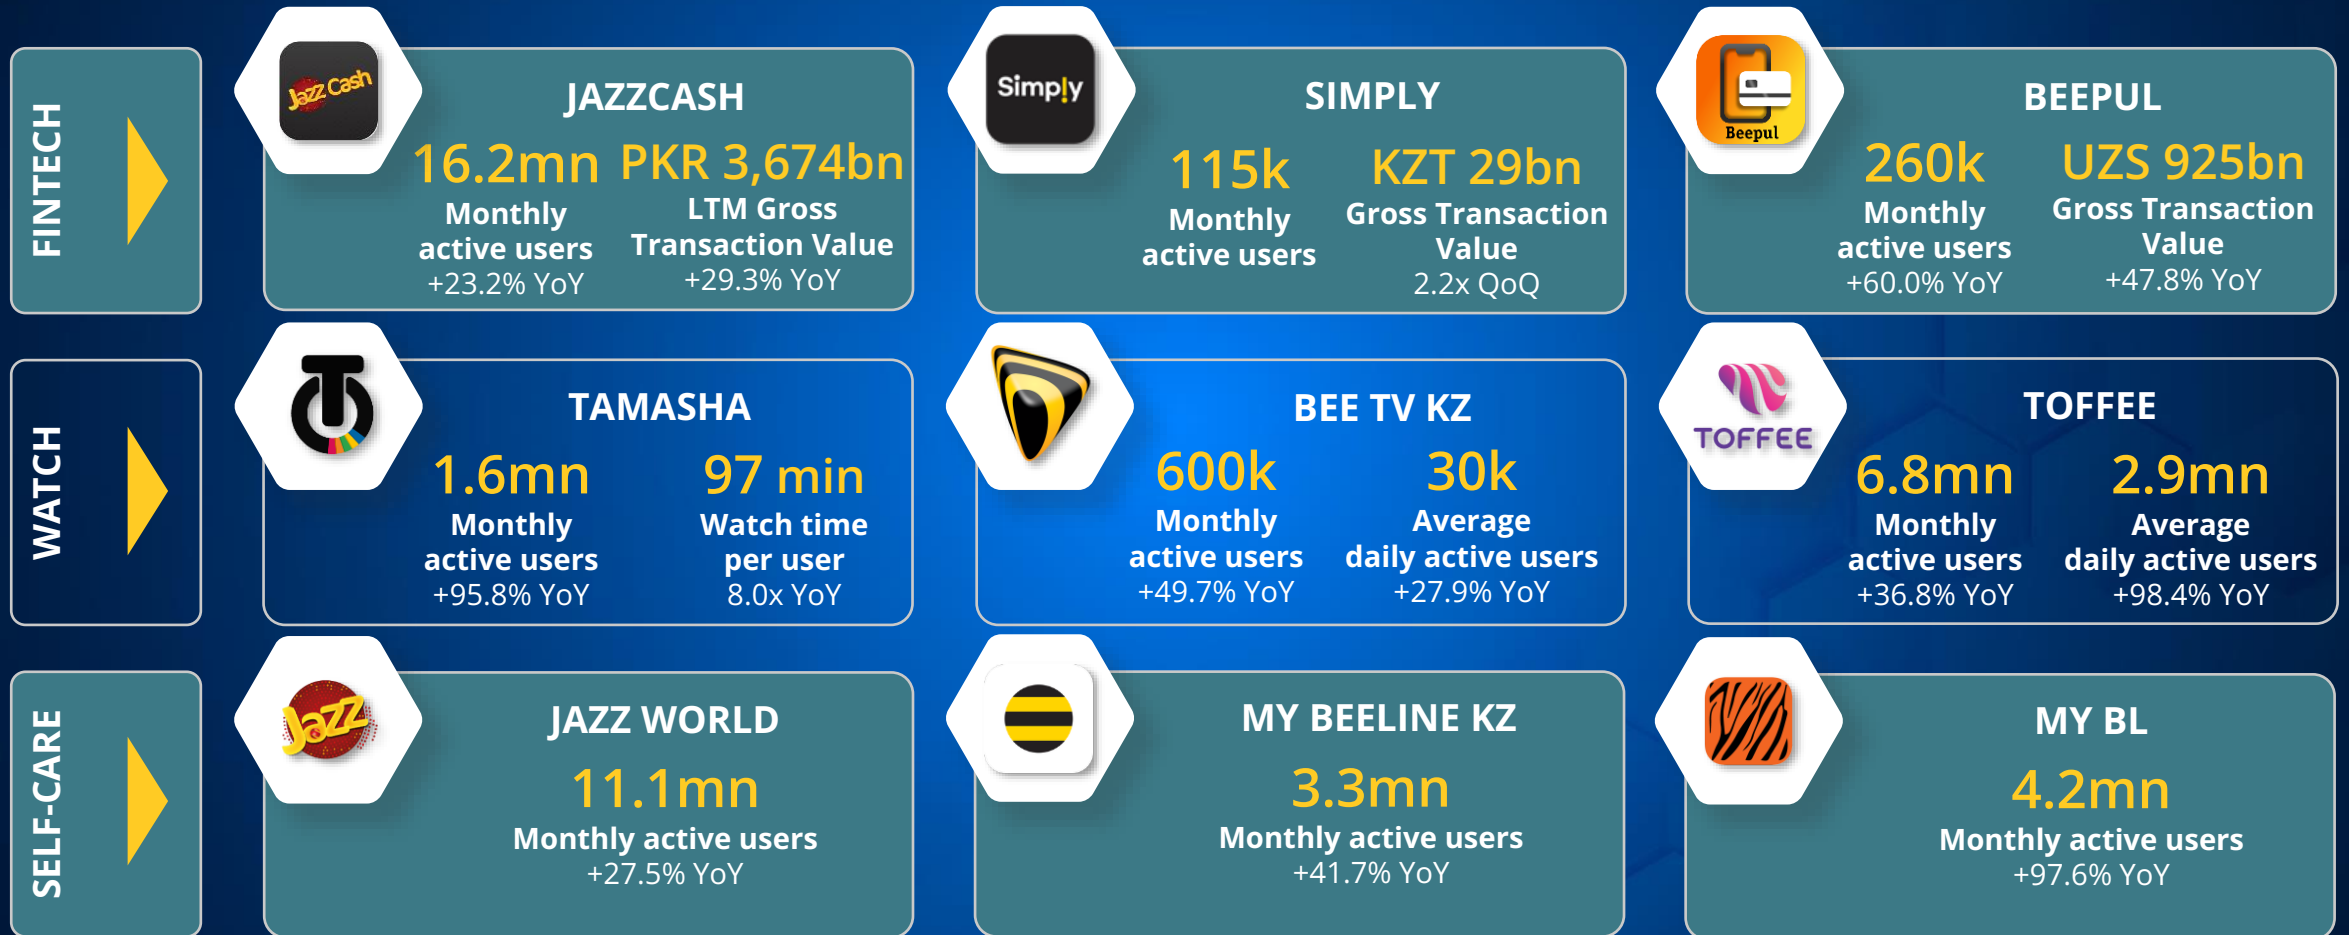 FINTECH
Jazz Cash
JAZZCASH
16.2mn
Monthly
active users
+23.2% YoY
PKR 3,674bn
LTM Gross
Transaction Value
+29.3% YoY
Simply
SIMPLY
115k
Monthly
active users
KZT 29bn
Gross Transaction
Value
2.2x QoQ
Beepul
BEEPUL
260k
Monthly
active users
+60.0% YoY
UZS 925bn
Gross Transaction
Value
+47.8% YoY
WATCH
TAMASHA
1.6mn
Monthly
active users
+95.8% YoY
97 min
Watch time
per user
8.0x YoY
BEE TV KZ
600k
Monthly
active users
+49.7% YoY
30k
Average
daily active users
+27.9% YoY
TOFFEE
TOFFEE
6.8mn
Monthly
active users
+36.8% YoY
2.9mn
Average
daily active users
+98.4% YoY
SELF-CARE
Jazz
JAZZ WORLD
11.1mn
Monthly active users
+27.5% YoY
MY BEELINE KZ
3.3mn
Monthly active users
+41.7% YoY
MY BL
4.2mn
Monthly active users
+97.6% YoY